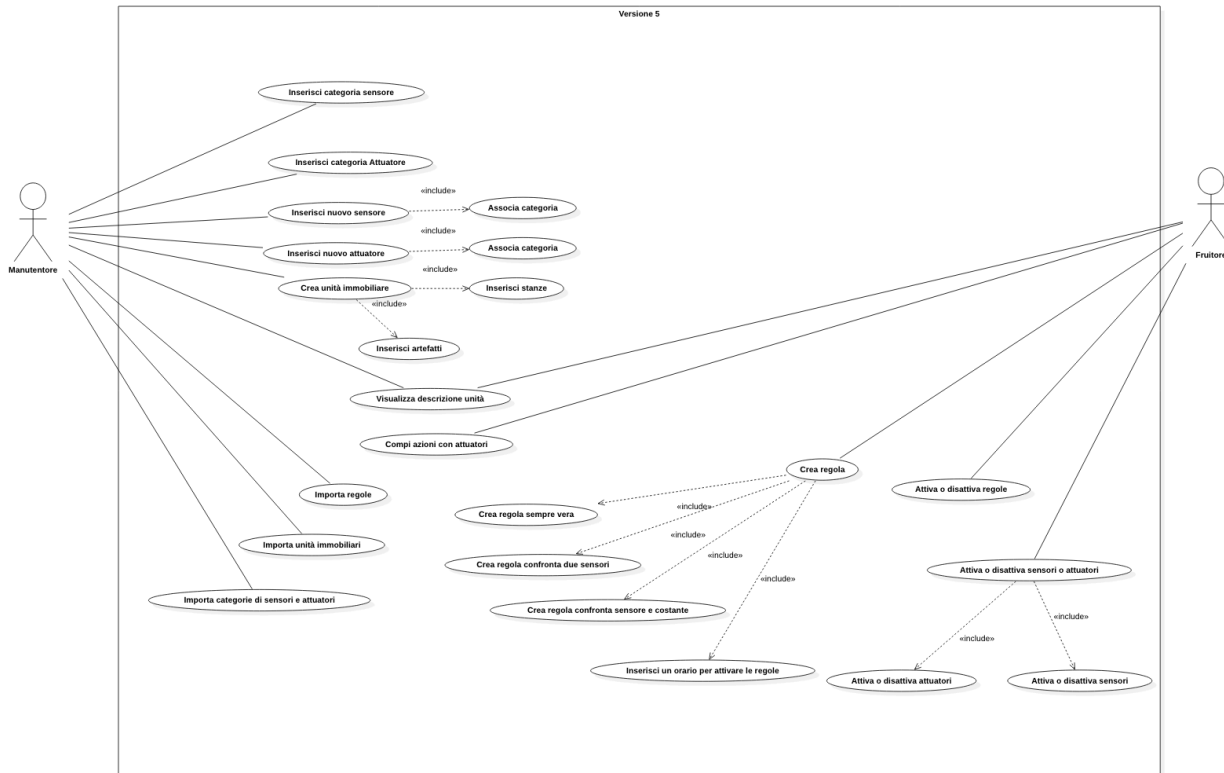 Versione 5
Inserisci categoria sensore
Inserisci categoria Attuatore
«include»
Inserisci nuovo sensore
Associa categoria
«include»
Inserisci nuovo attuatore
Associa categoria
Manutentore
Fruitore
«include»
Crea unità immobiliare
Inserisci stanze
«include»
Inserisci artefatti
Visualizza descrizione unità
Compi azioni con attuatori
Crea regola
Importa regole
Attiva o disattiva regole
«include»
Crea regola sempre vera
«include»
Importa unità immobiliari
«include»
Crea regola confronta due sensori
Attiva o disattiva sensori o attuatori
«include»
Importa categorie di sensori e attuatori
Crea regola confronta sensore e costante
«include»
«include»
Inserisci un orario per attivare le regole
Attiva o disattiva attuatori
Attiva o disattiva sensori